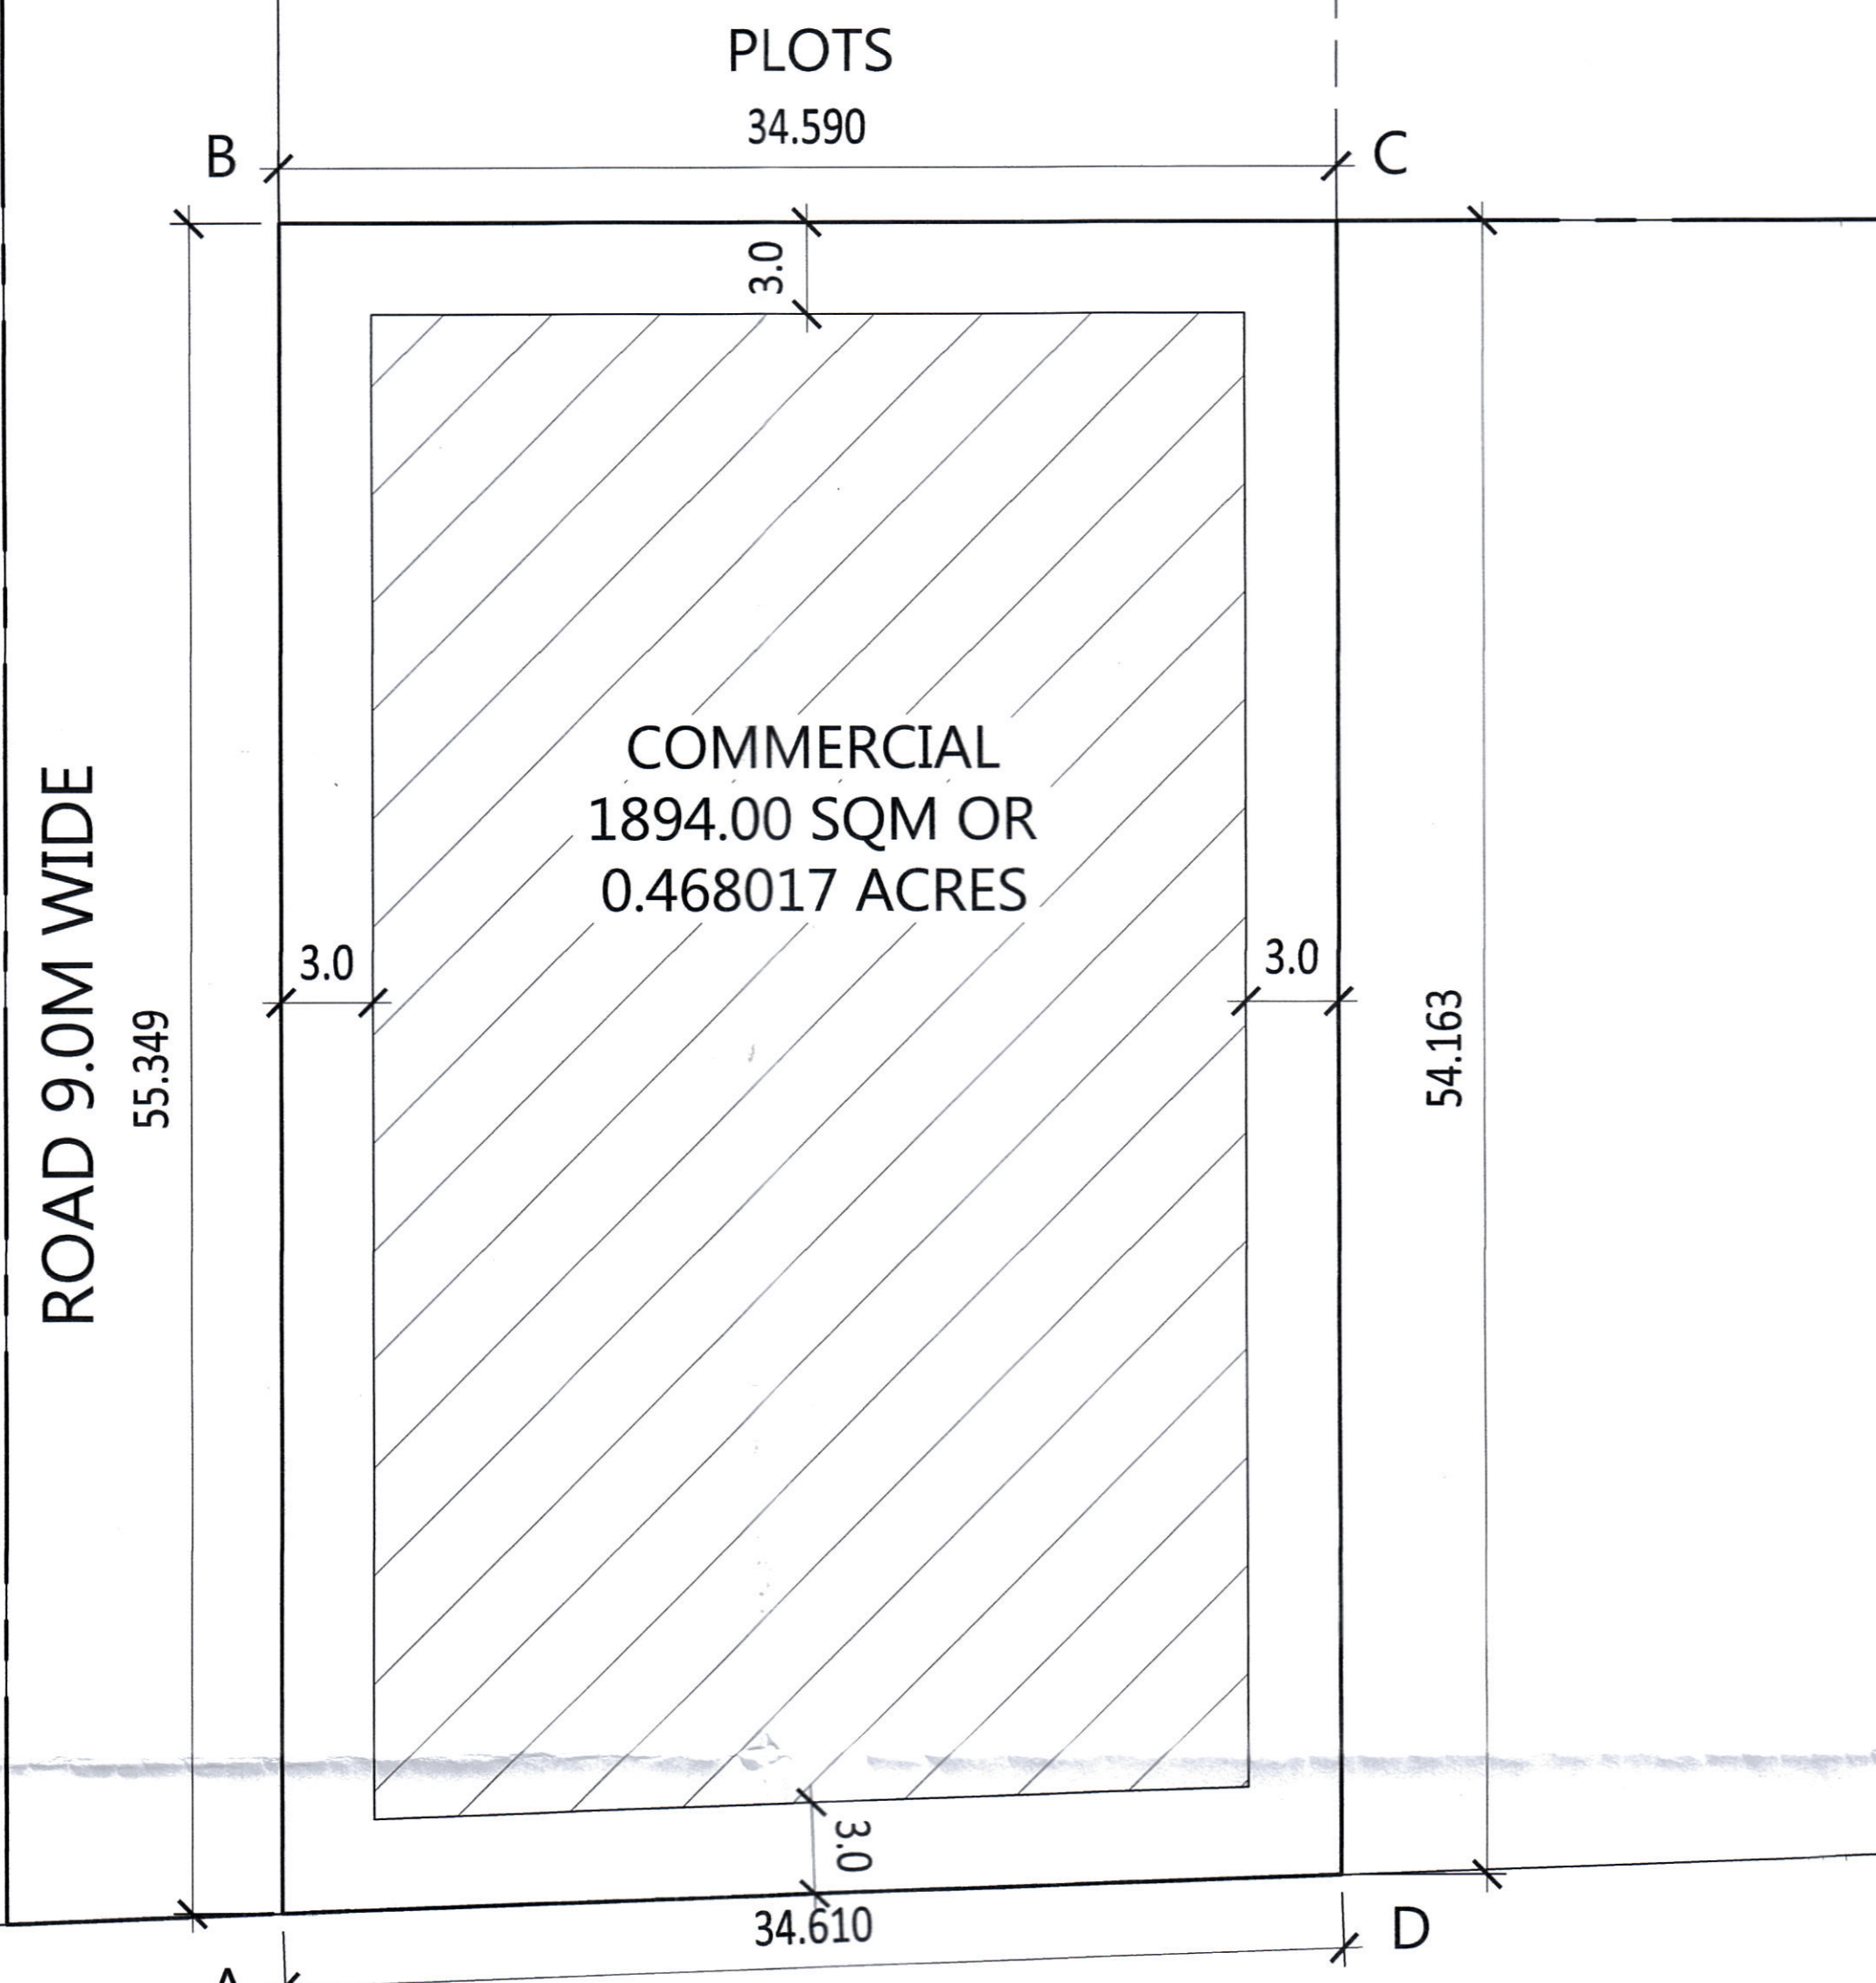 PLOTS
34.590
B
C
3.0
COMMERCIAL
1894.00 SQM OR
0.468017 ACRES
3.0
3.0
ROAD 9.0M WIDE
55.349
54.163
3.0
34.610
D
A